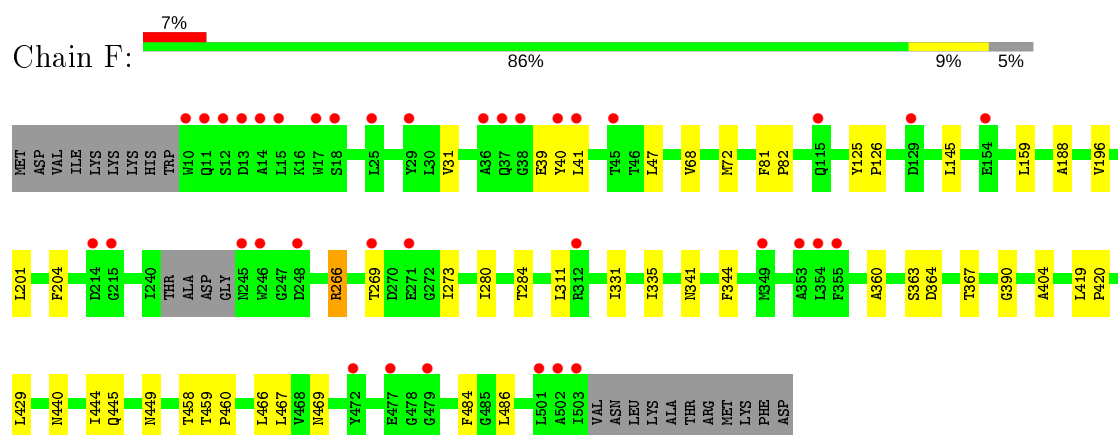 7%
Chain F:
86% 9% 5%
MET ASP VAL ILE LYS LYS LYS HIS TRP W10 Q11 S12 D13 A14 L15 K16 W17 S18 L25 Y29 L30 V31 A36 Q37 G38 E39 Y40 L41 T45 T46 L47 V68 M72 F81 P82 Q115 Y125 P126 D129 L145 E154 L159 A188 V196
L201 F204 D214 G215 I240 THR ALA ASP GLY N245 W246 G247 D248 R266 T269 D270 E271 G272 I273 I280 T284 L311 R312 I331 I335 N341 F344 M349 A353 L354 F355 A360 S363 D364 T367 G390 A404 L419 P420
L429 N440 I444 Q445 N449 T458 T459 P460 L466 L467 V468 N469 Y472 E477 G478 G479 F484 G485 L486 L501 A502 I503 VAL ASN LEU LYS ALA THR ARG MET LYS PHE ASP